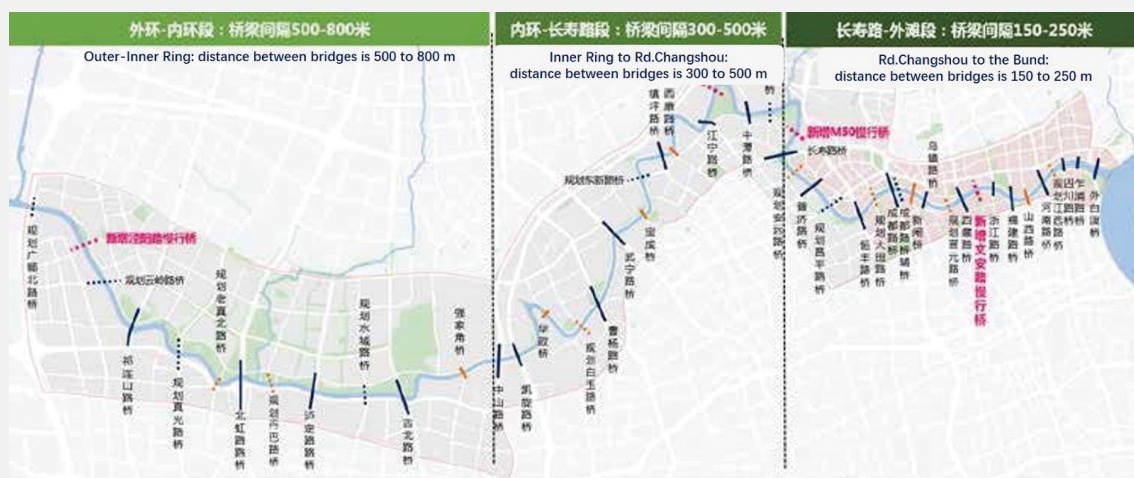 外环-内环段：桥梁间隔500-800米
Outer-Inner Ring: distance between bridges is 500 to 800 m
内环-长寿路段：桥梁间隔300-500米
Inner Ring to Rd.Changshou:
distance between bridges is 300 to 500 m
长寿路-外滩段：桥梁间隔150-250米
Rd.Changshou to the Bund:
distance between bridges is 150 to 250 m
规划广顺北路桥
新增泾阳路慢行桥
规划云岭路桥
祁连山路桥
规划真光路桥
规划老真北路桥
北虹路路桥
规划丹巴路桥
泸定路桥
规划水城路桥
古北路桥
强家角桥
中山路桥
凯旋路桥
华政桥
规划白玉路桥
曹杨路桥
武宁路桥
宝成桥
规划东新路桥
镇坪路桥
西康路桥
江宁路桥
中潭路桥
桥
新增M50慢行桥
长寿路桥
规划安远路桥
普济路桥
规划昌平路桥
恒丰路桥
规划大田路桥
成都路桥
成都路桥辅桥
新闸桥
乌镇路桥
西藏路桥
新增文安路慢行桥
浙江路桥
福建路桥
山西路桥
河南路桥
规划江西路桥
四川路桥
乍浦路桥
外白渡桥